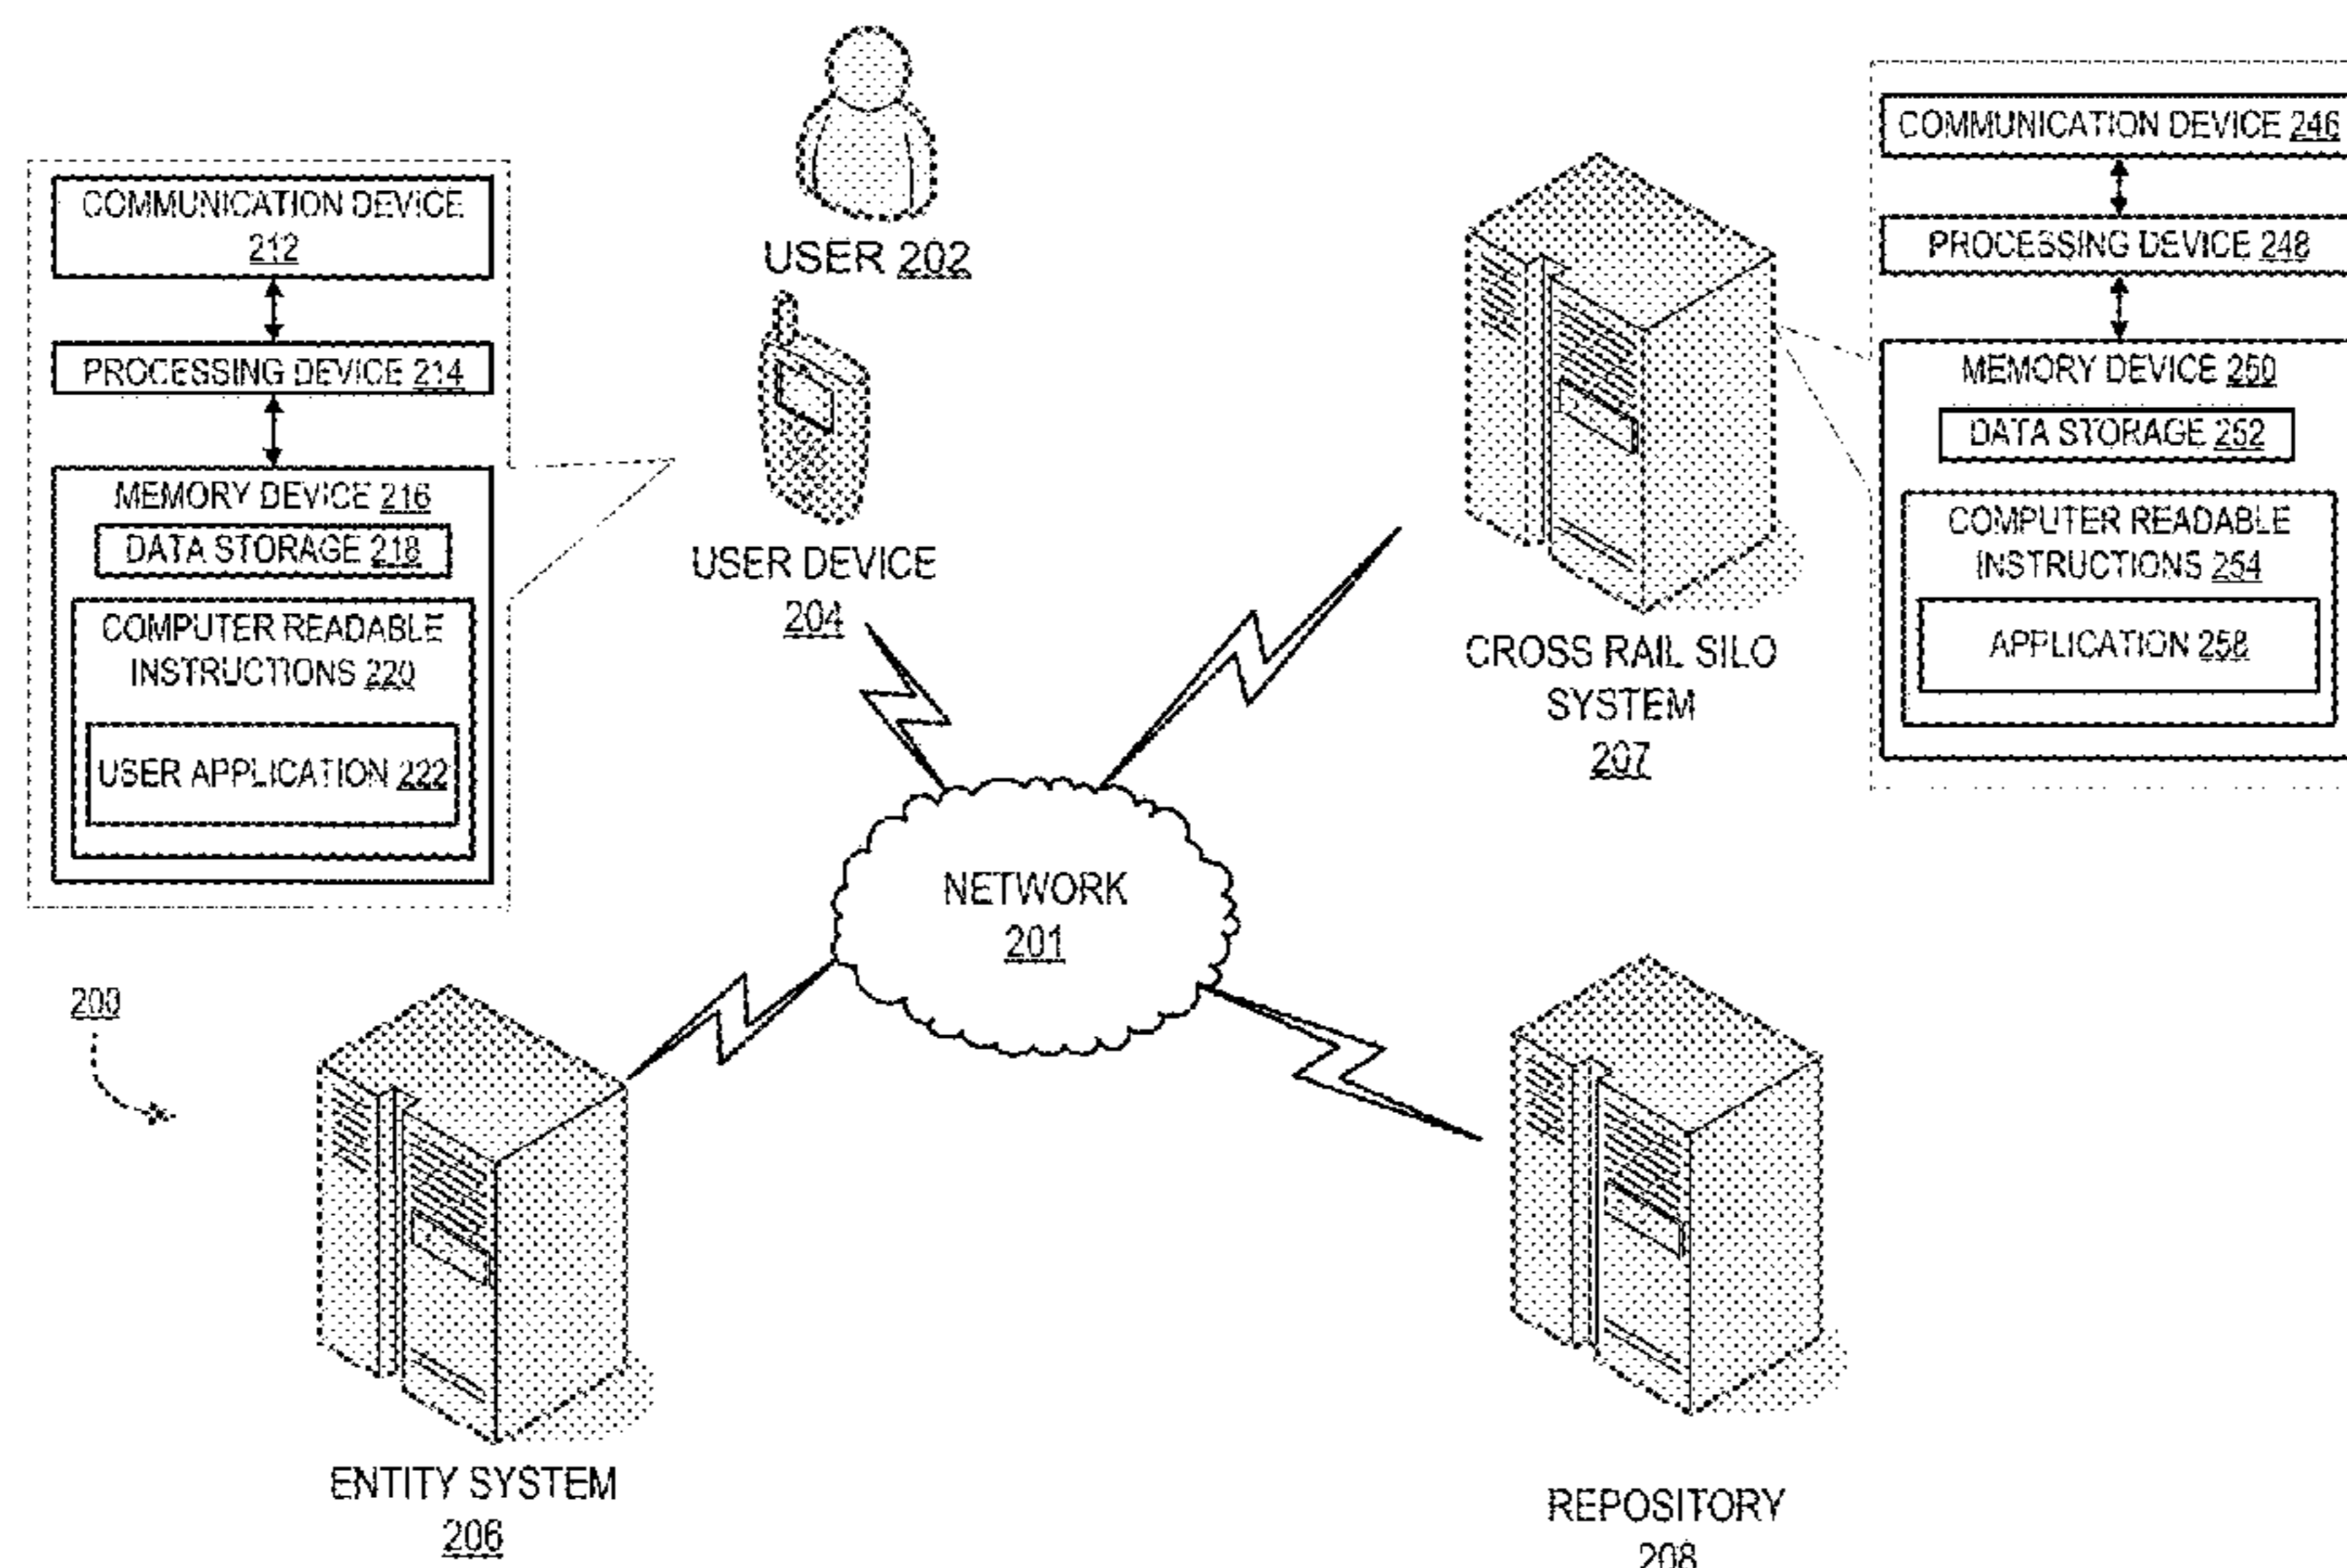 USER 202
COMMUNICATION DEVICE
212
PROCESSING DEVICE 214
MEMORY DEVICE 216
DATA STORAGE 218
COMPUTER READABLE
INSTRUCTIONS 220
USER APPLICATION 222
USER DEVICE
204
COMMUNICATION DEVICE 246
PROCESSING DEVICE 248
MEMORY DEVICE 250
DATA STORAGE 252
COMPUTER READABLE
INSTRUCTIONS 254
APPLICATION 258
CROSS RAIL SILO
SYSTEM
207
NETWORK
201
200
ENTITY SYSTEM
206
REPOSITORY
208